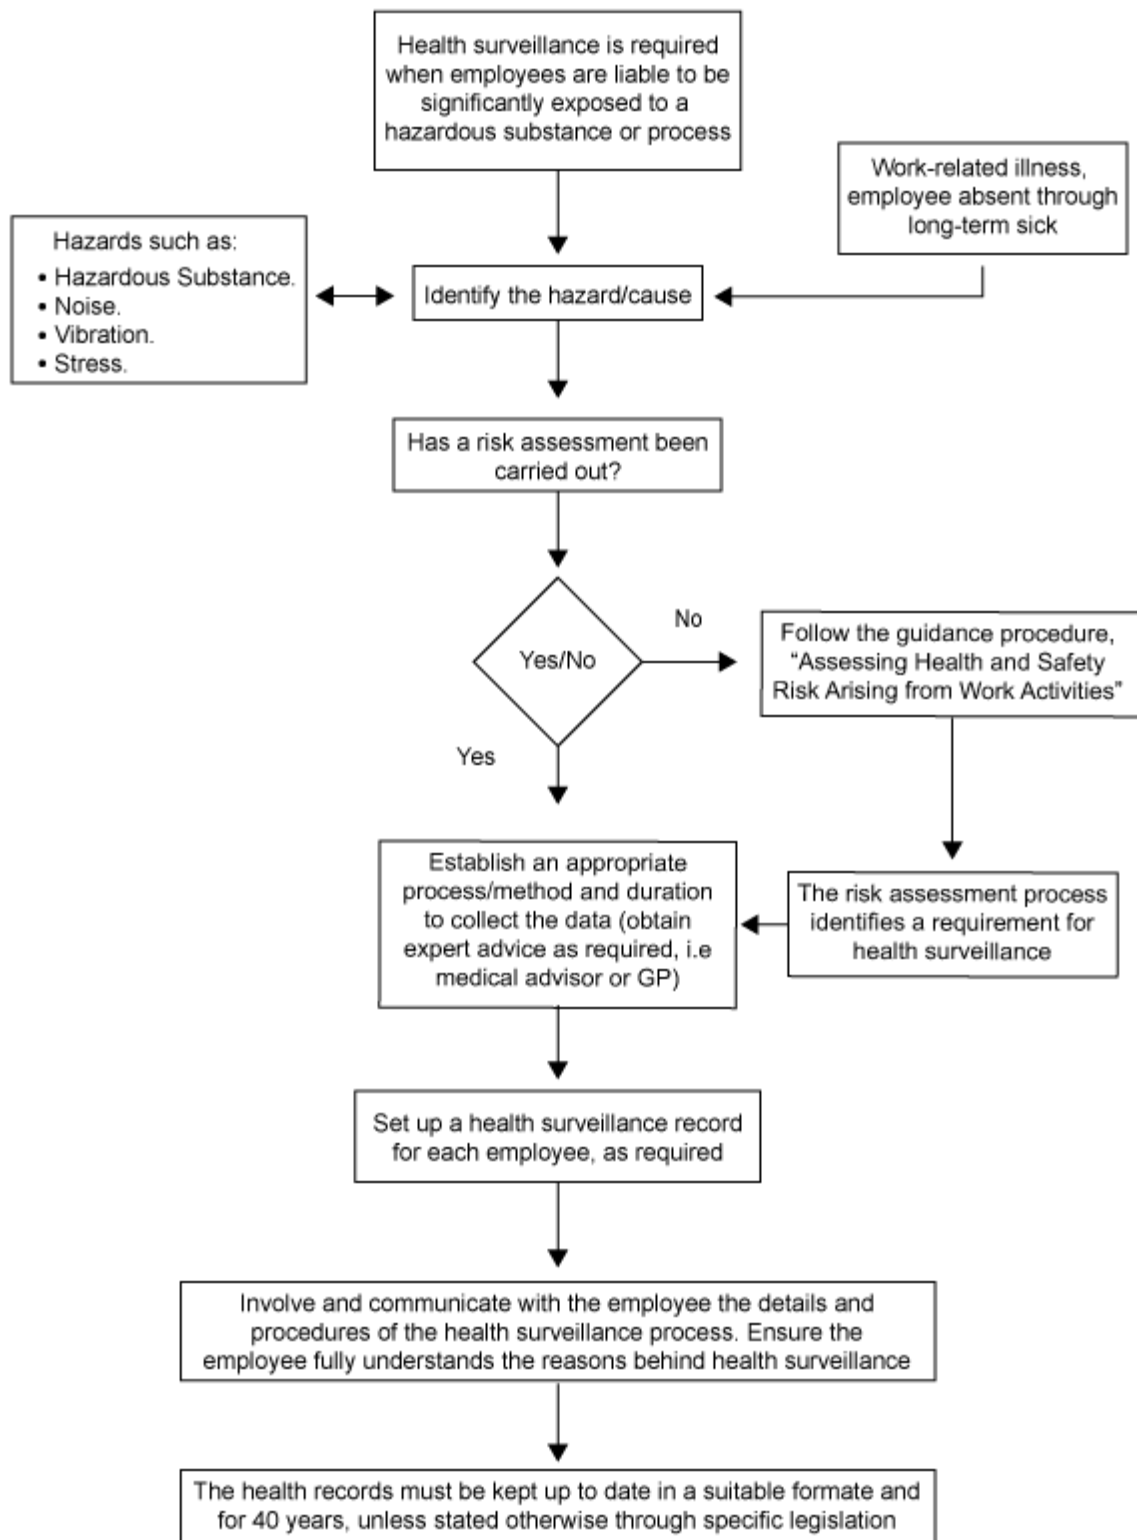 Health surveillance is required
when employees are liable to be
significantly exposed to a
hazardous substance or process
Work-related illness,
employee absent through
long-term sick
Hazards such as:
• Hazardous Substance.
• Noise.
• Vibration.
• Stress.
Identify the hazard/cause
Has a risk assessment been
carried out?
Yes/No
No
Follow the guidance procedure,
“Assessing Health and Safety
Risk Arising from Work Activities”
Yes
Establish an appropriate
process/method and duration
to collect the data (obtain
expert advice as required, i.e
medical advisor or GP)
The risk assessment process
identifies a requirement for
health surveillance
Set up a health surveillance record
for each employee, as required
Involve and communicate with the employee the details and
procedures of the health surveillance process. Ensure the
employee fully understands the reasons behind health surveillance
The health records must be kept up to date in a suitable formate and
for 40 years, unless stated otherwise through specific legislation